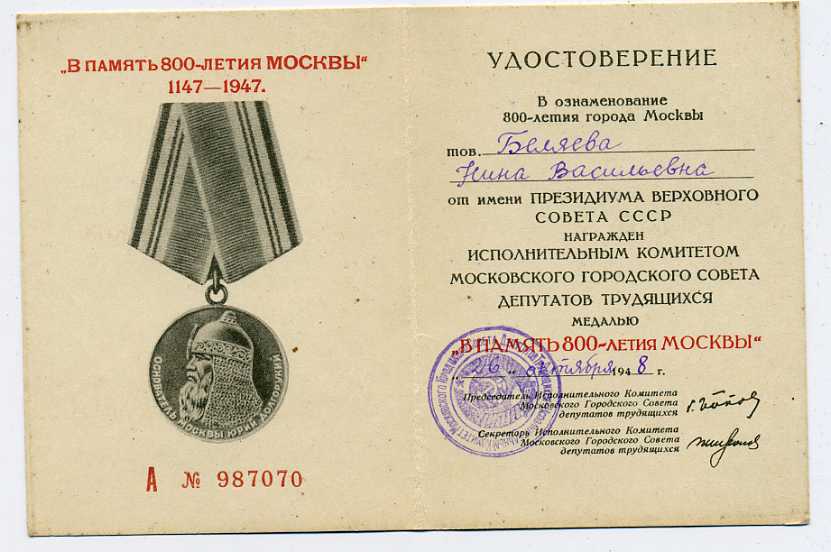 „В ПАМЯТЬ 800-ЛЕТИЯ МОСКВЫ“
1147—1947.
ОСНОВАТЕЛЬ МОСКВЫ ЮРИЙ ДОЛГОРУКИЙ
А № 987070
УДОСТОВЕРЕНИЕ
В ознаменование
800-летия города Москвы
тов. Беляева
Нина Васильевна
от имени ПРЕЗИДИУМА ВЕРХОВНОГО
СОВЕТА СССР
НАГРАЖДЕН
ИСПОЛНИТЕЛЬНЫМ КОМИТЕТОМ
МОСКОВСКОГО ГОРОДСКОГО СОВЕТА
ДЕПУТАТОВ ТРУДЯЩИХСЯ
МЕДАЛЬЮ
„В ПАМЯТЬ 800-ЛЕТИЯ МОСКВЫ“
„26“ октября 1948 г.
Председатель Исполнительного Комитета
Московского Городского Совета
депутатов трудящихся
Секретарь Исполнительного Комитета
Московского Городского Совета
депутатов трудящихся